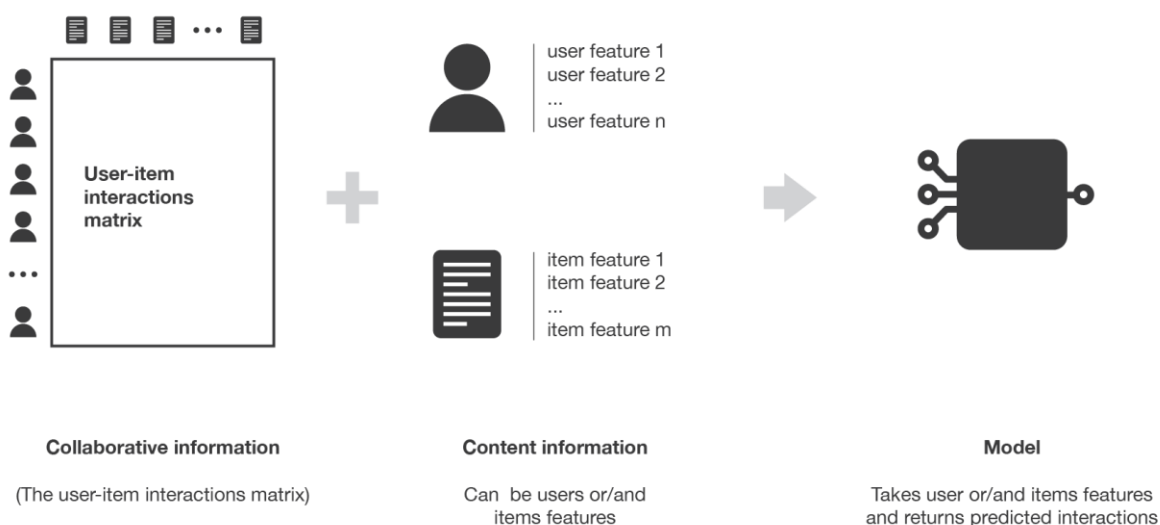 user feature 1
user feature 2
...
user feature n
User-item
interactions
matrix
item feature 1
item feature 2
...
item feature m
Collaborative information
(The user-item interactions matrix)
Content information
Can be users or/and
items features
Model
Takes user or/and items features
and returns predicted interactions